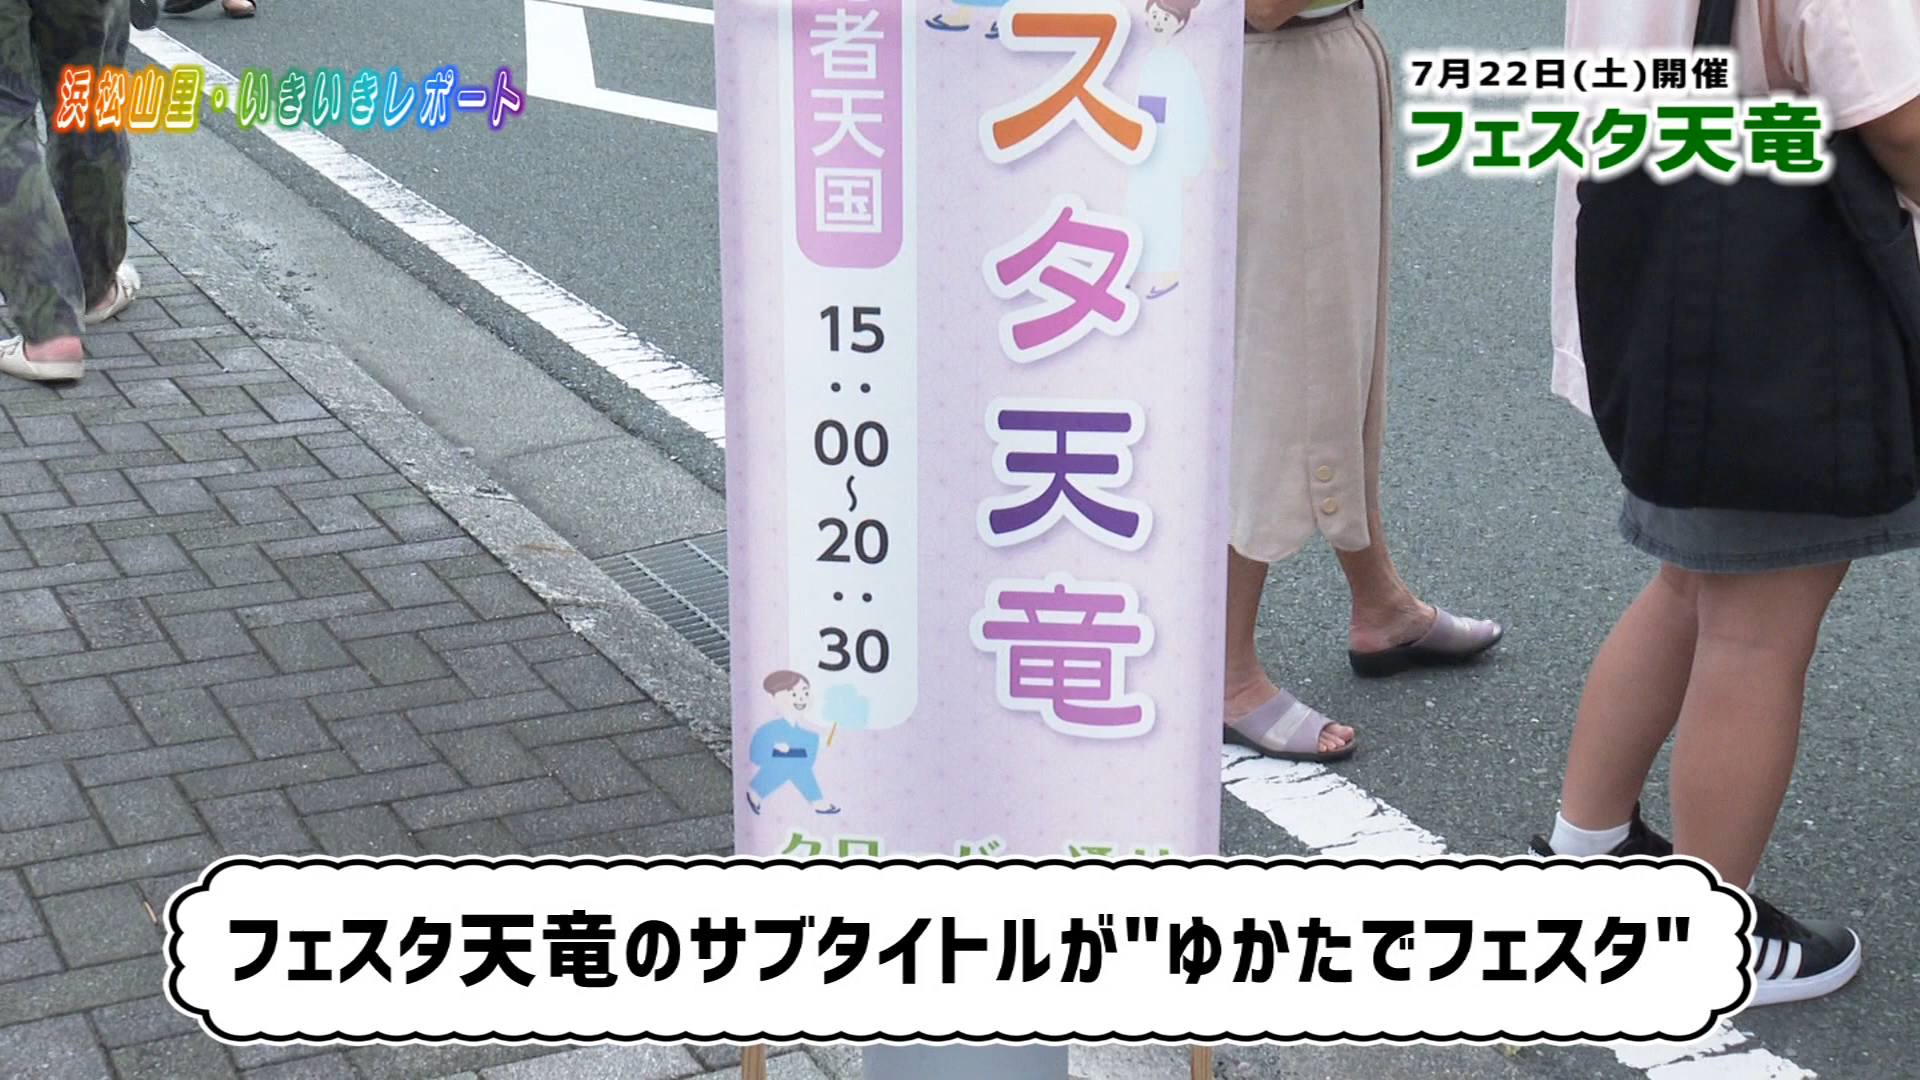 浜松山里・いきいきレポート
7月22日(土)開催
フェスタ天竜
スタ天竜
者天国
15:00~20:30
フェスタ天竜のサブタイトルが"ゆかたでフェスタ"